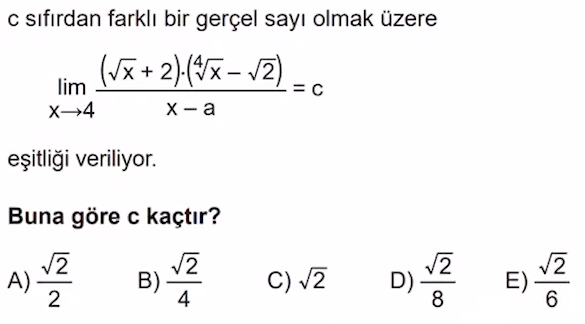 c sıfırdan farklı bir gerçel sayı olmak üzere
lim x→4 (√x + 2)·(∜x – √2) / (x – a) = c
eşitliği veriliyor.
Buna göre c kaçtır?
A) √2/2 B) √2/4 C) √2 D) √2/8 E) √2/6